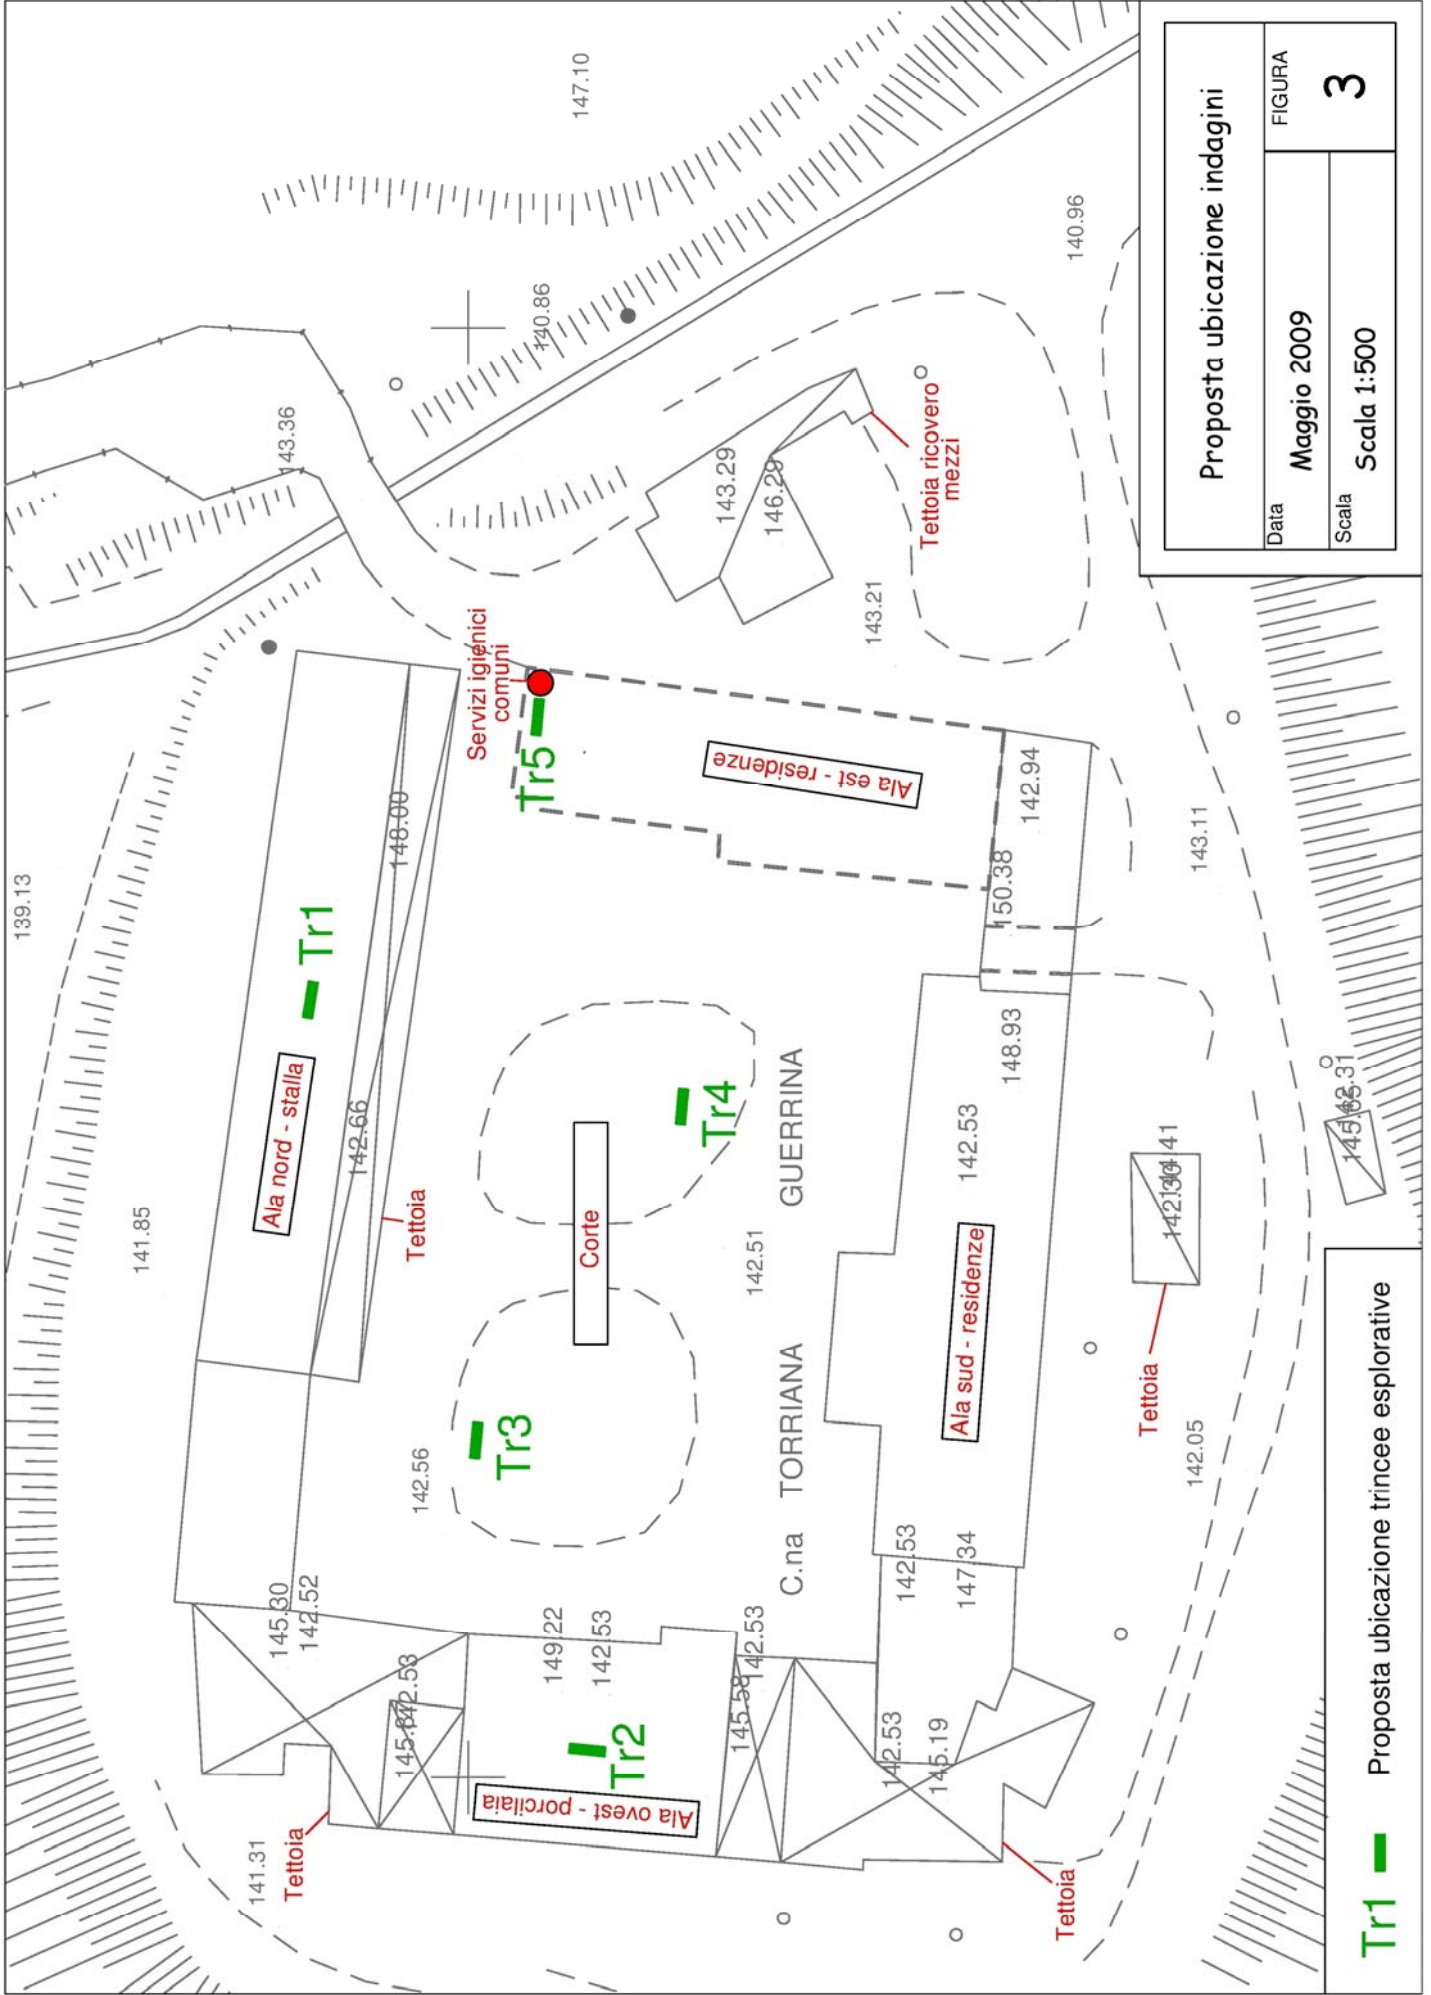 147.10
140.86
140.96
143.36
143.29
146.29
143.21
Tettoia ricovero
mezzi
139.13
141.85
148.00
142.66
Tr1
Ala nord - stalla
Tettoia
Servizi igienici
comuni
Tr5
Ala est - residenze
142.94
150.38
143.11
148.93
Corte
Tr4
Tr3
142.56
142.51
C.na TORRIANA GUERRINA
142.53
Ala sud - residenze
142.53
147.34
Tettoia
142.05
145.30
142.52
149.22
142.53
142.53
145.58
142.53
Tr2
Ala ovest - porcilaia
142.53
145.19
Tettoia
141.31
Tettoia
Proposta ubicazione indagini
Data
Maggio 2009
Scala
Scala 1:500
FIGURA
3
Tr1
Proposta ubicazione trincee esplorative